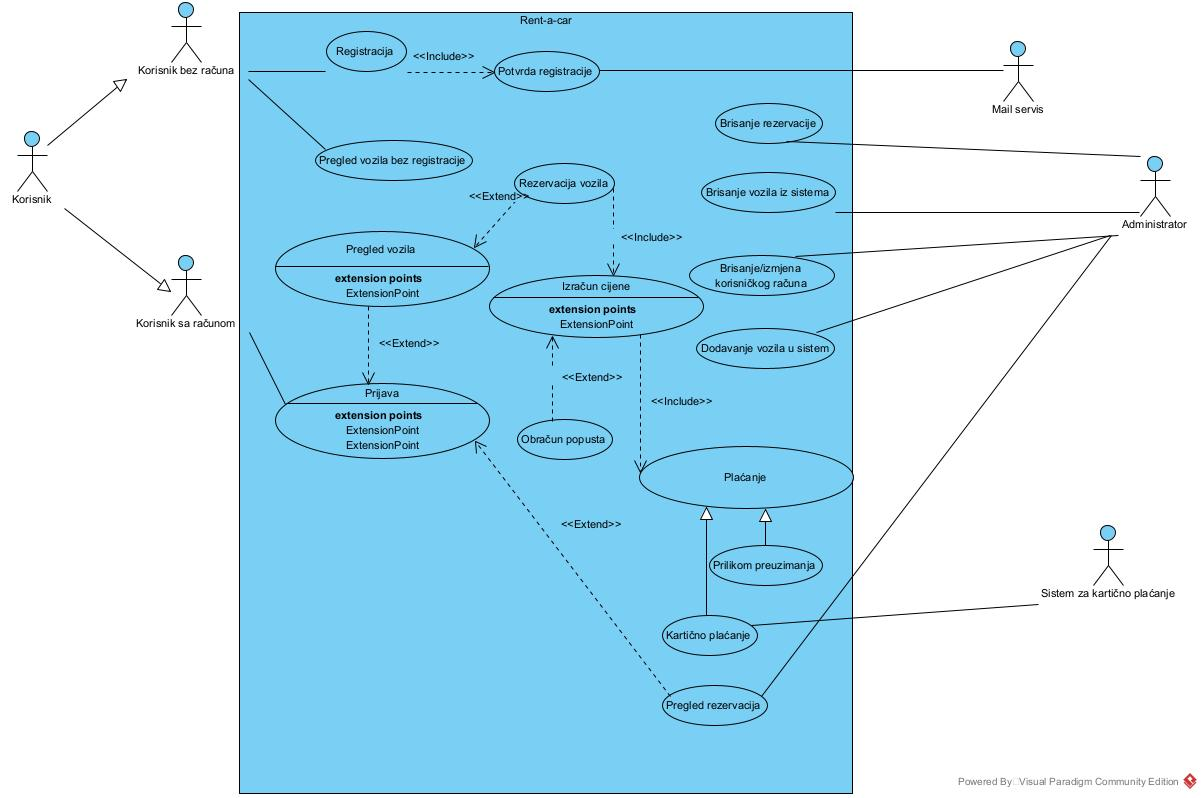 Rent-a-car
Korisnik bez računa
Registracija
<<Include>>
Potvrda registracije
Mail servis
Brisanje rezervacije
Korisnik
Pregled vozila bez registracije
Rezervacija vozila
<<Extend>>
Brisanje vozila iz sistema
Administrator
<<Include>>
Pregled vozila
extension points
ExtensionPoint
Izračun cijene
extension points
ExtensionPoint
Brisanje/izmjena
korisničkog računa
Korisnik sa računom
<<Extend>>
Dodavanje vozila u sistem
<<Extend>>
<<Include>>
Prijava
extension points
ExtensionPoint
ExtensionPoint
Obračun popusta
Plaćanje
<<Extend>>
Prilikom preuzimanja
Sistem za kartično plaćanje
Kartično plaćanje
Pregled rezervacija
Powered By Visual Paradigm Community Edition